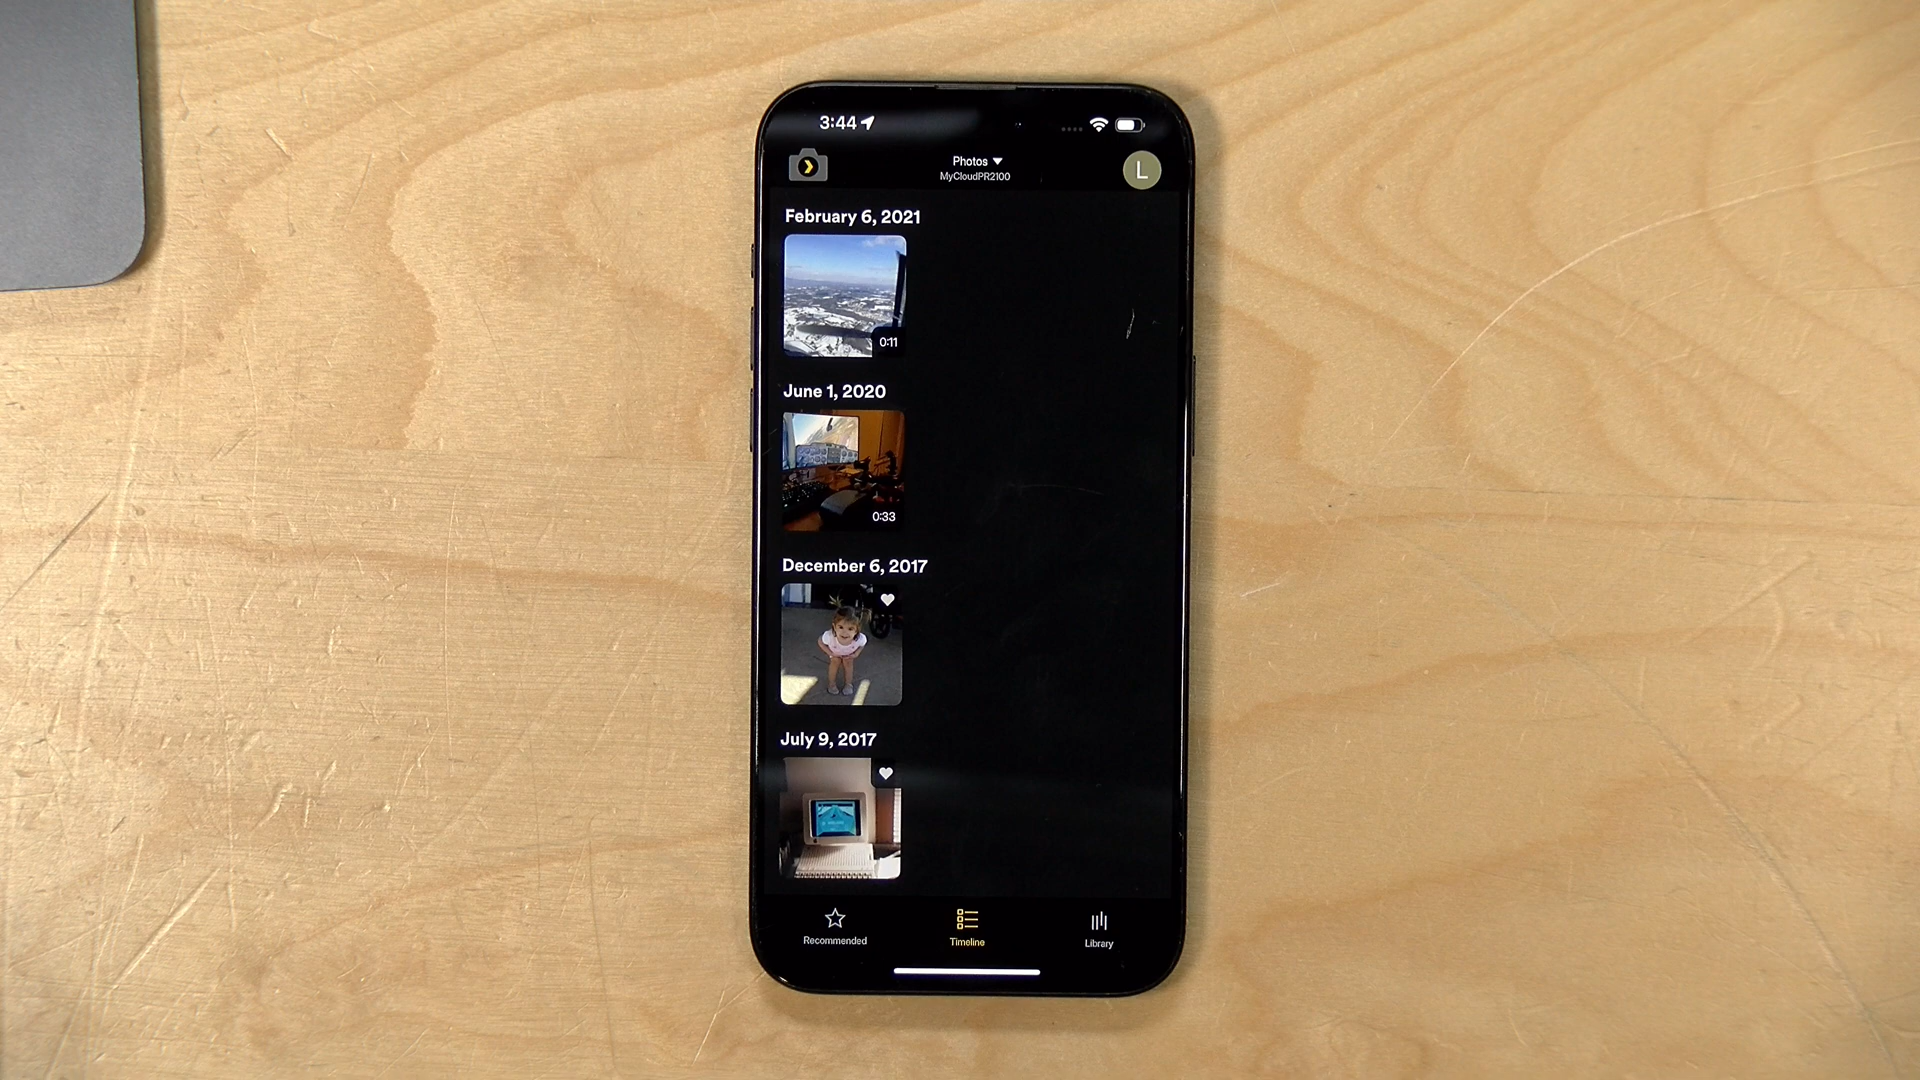 3:44
Photos
MyCloudPR2100
L
February 6, 2021
0:11
June 1, 2020
0:33
December 6, 2017
July 9, 2017
Recommended
Timeline
Library